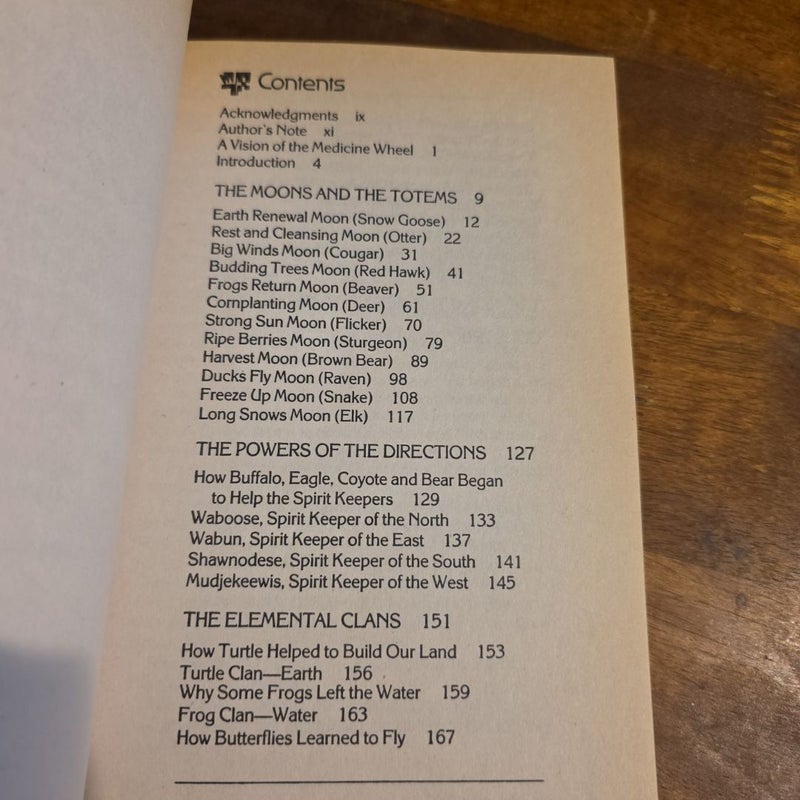 Contents
Acknowledgments ix
Author's Note xi
A Vision of the Medicine Wheel 1
Introduction 4
THE MOONS AND THE TOTEMS 9
Earth Renewal Moon (Snow Goose) 12
Rest and Cleansing Moon (Otter) 22
Big Winds Moon (Cougar) 31
Budding Trees Moon (Red Hawk) 41
Frogs Return Moon (Beaver) 51
Cornplanting Moon (Deer) 61
Strong Sun Moon (Flicker) 70
Ripe Berries Moon (Sturgeon) 79
Harvest Moon (Brown Bear) 89
Ducks Fly Moon (Raven) 98
Freeze Up Moon (Snake) 108
Long Snows Moon (Elk) 117
THE POWERS OF THE DIRECTIONS 127
How Buffalo, Eagle, Coyote and Bear Began
to Help the Spirit Keepers 129
Waboose, Spirit Keeper of the North 133
Wabun, Spirit Keeper of the East 137
Shawnodese, Spirit Keeper of the South 141
Mudjekeewis, Spirit Keeper of the West 145
THE ELEMENTAL CLANS 151
How Turtle Helped to Build Our Land 153
Turtle Clan—Earth 156
Why Some Frogs Left the Water 159
Frog Clan—Water 163
How Butterflies Learned to Fly 167